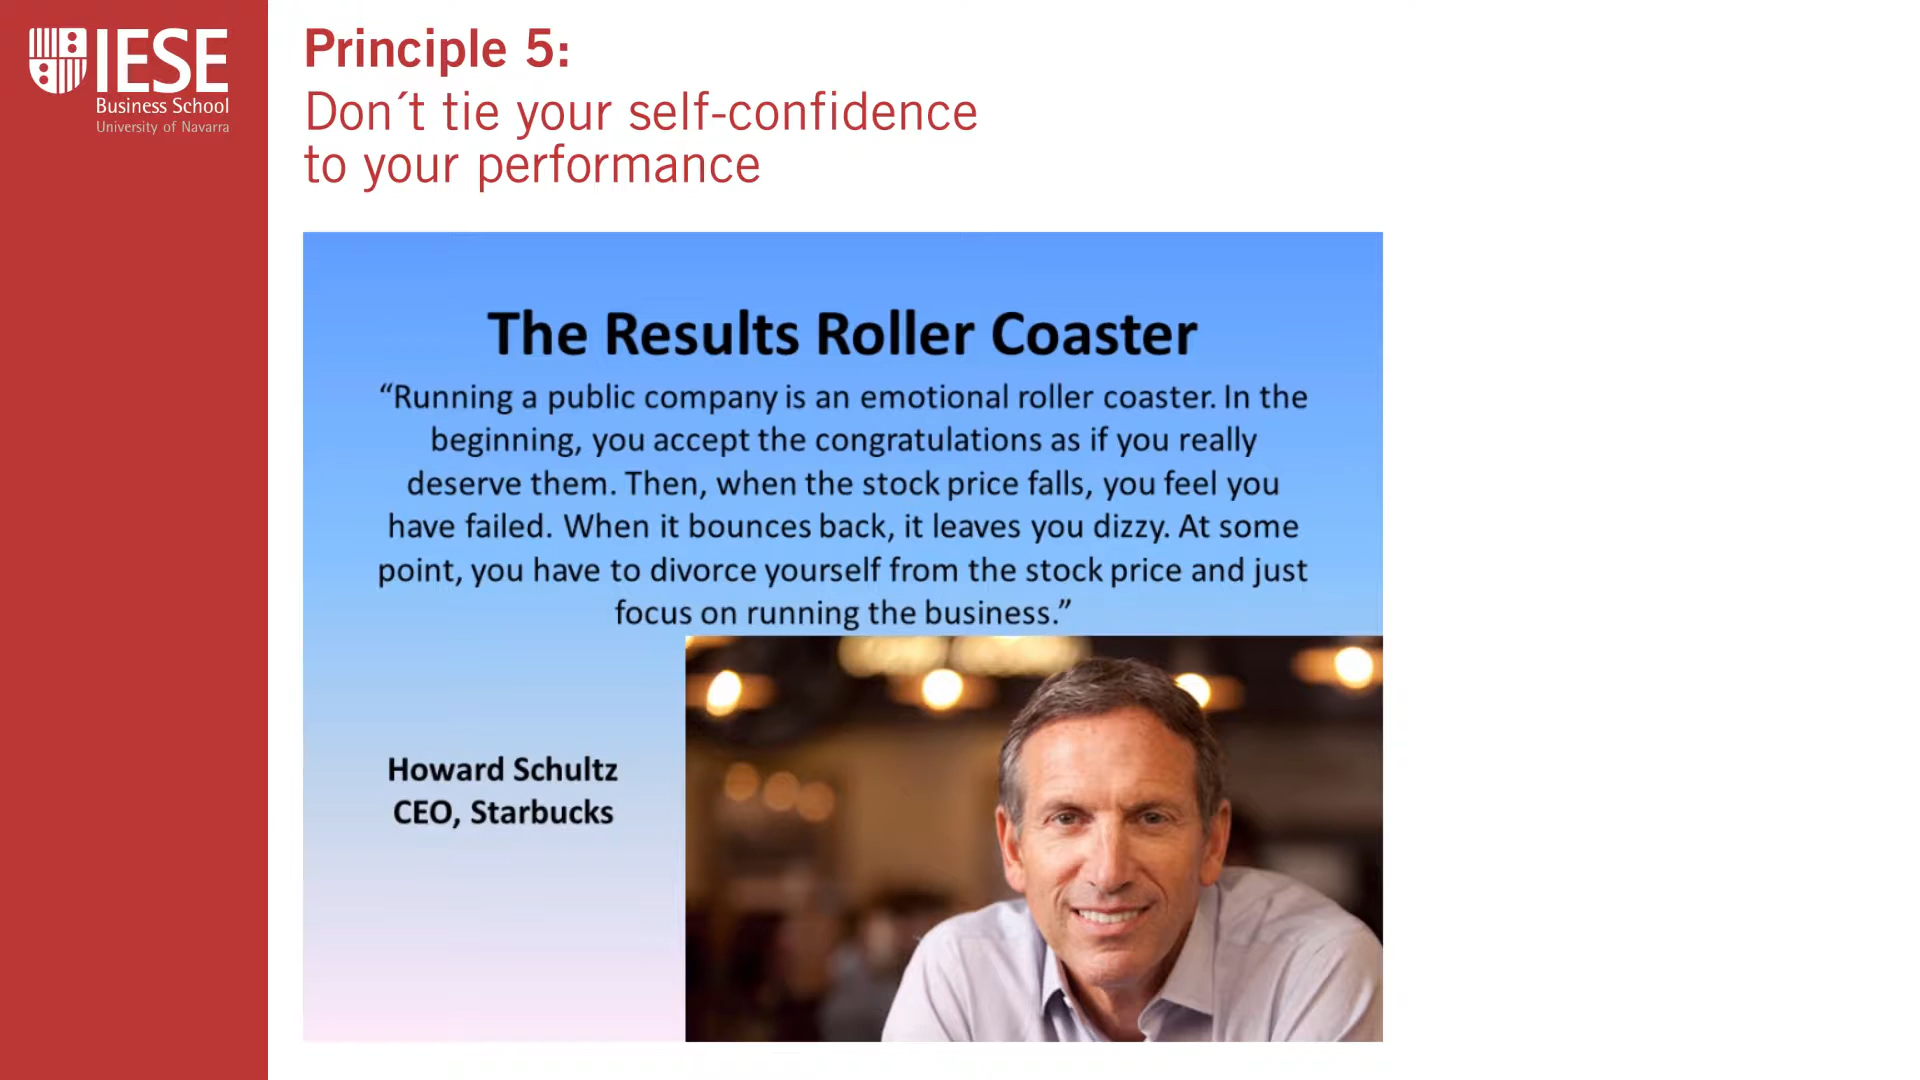 IESE
Business School
University of Navarra
Principle 5:
Don´t tie your self-confidence
to your performance
The Results Roller Coaster
“Running a public company is an emotional roller coaster. In the
beginning, you accept the congratulations as if you really
deserve them. Then, when the stock price falls, you feel you
have failed. When it bounces back, it leaves you dizzy. At some
point, you have to divorce yourself from the stock price and just
focus on running the business.”
Howard Schultz
CEO, Starbucks